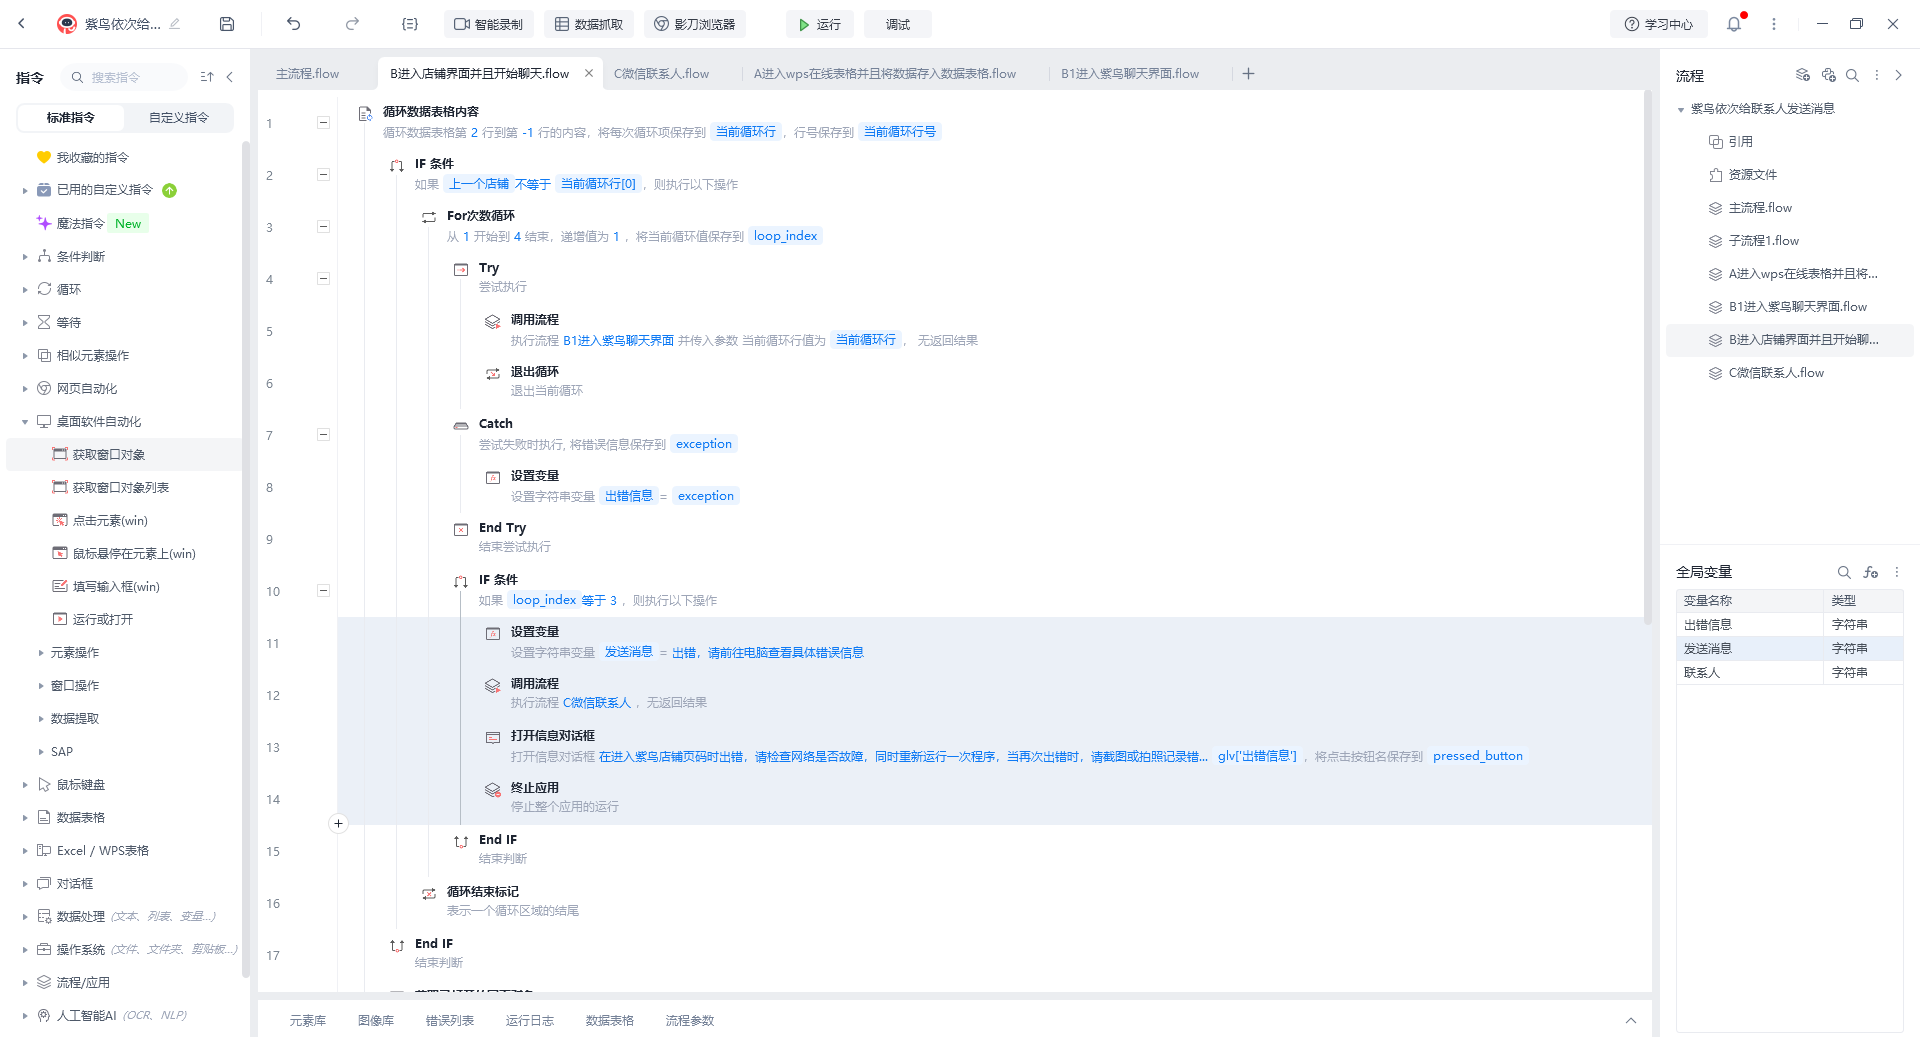 紫鸟依次给...
智能录制
数据抓取
影刀浏览器
运行
调试
学习中心
指令
搜索指令
标准指令
自定义指令
我收藏的指令
已用的自定义指令
魔法指令 New
条件判断
循环
等待
相似元素操作
网页自动化
桌面软件自动化
获取窗口对象
获取窗口对象列表
点击元素(win)
鼠标悬停在元素上(win)
填写输入框(win)
运行或打开
元素操作
窗口操作
数据提取
SAP
鼠标键盘
数据表格
Excel / WPS表格
对话框
数据处理 (文本、列表、变量...)
操作系统 (文件、文件夹、剪贴板...)
流程/应用
人工智能AI (OCR、NLP)
主流程.flow
B进入店铺界面并且开始聊天.flow
C微信联系人.flow
A进入wps在线表格并且将数据存入数据表格.flow
B1进入紫鸟聊天界面.flow
1
循环数据表格内容
循环数据表格第 2 行到第 -1 行的内容，将每次循环项保存到 当前循环行 ，行号保存到 当前循环行号
2
IF 条件
如果 上一个店铺 不等于 当前循环行[0] ，则执行以下操作
3
For次数循环
从 1 开始到 4 结束，递增值为 1 ，将当前循环值保存到 loop_index
4
Try
尝试执行
5
调用流程
执行流程 B1进入紫鸟聊天界面 并传入参数 当前循环行值为 当前循环行 ，无返回结果
6
退出循环
退出当前循环
7
Catch
尝试失败时执行, 将错误信息保存到 exception
8
设置变量
设置字符串变量 出错信息 = exception
9
End Try
结束尝试执行
10
IF 条件
如果 loop_index 等于 3 ，则执行以下操作
11
设置变量
设置字符串变量 发送消息 = 出错，请前往电脑查看具体错误信息
12
调用流程
执行流程 C微信联系人 ，无返回结果
13
打开信息对话框
打开信息对话框 在进入紫鸟店铺页码时出错，请检查网络是否故障，同时重新运行一次程序，当再次出错时，请截图或拍照记录错... glv['出错信息'] ，将点击按钮名保存到 pressed_button
14
终止应用
停止整个应用的运行
15
End IF
结束判断
16
循环结束标记
表示一个循环区域的结尾
17
End IF
结束判断
元素库
图像库
错误列表
运行日志
数据表格
流程参数
流程
紫鸟依次给联系人发送消息
引用
资源文件
主流程.flow
子流程1.flow
A进入wps在线表格并且将...
B1进入紫鸟聊天界面.flow
B进入店铺界面并且开始聊...
C微信联系人.flow
全局变量
变量名称 类型
出错信息 字符串
发送消息 字符串
联系人 字符串